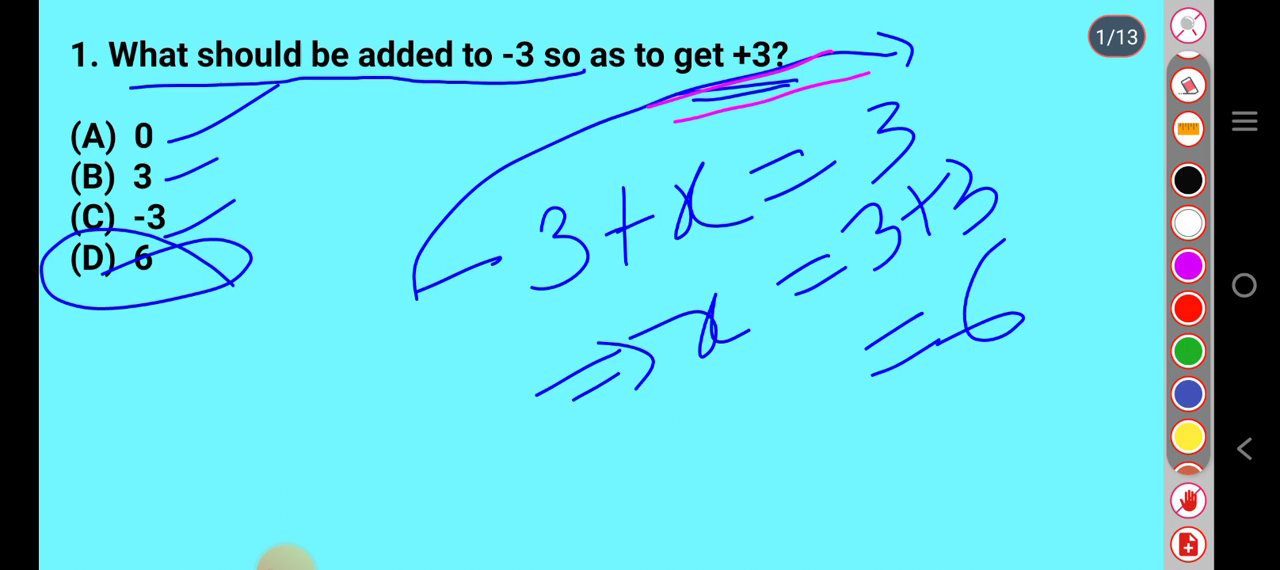 1. What should be added to -3 so as to get +3?
1/13
(A) 0
(B) 3
(C) -3
(D) 6
- 3 + x = 3
⇒ x = 3 + 3
= 6